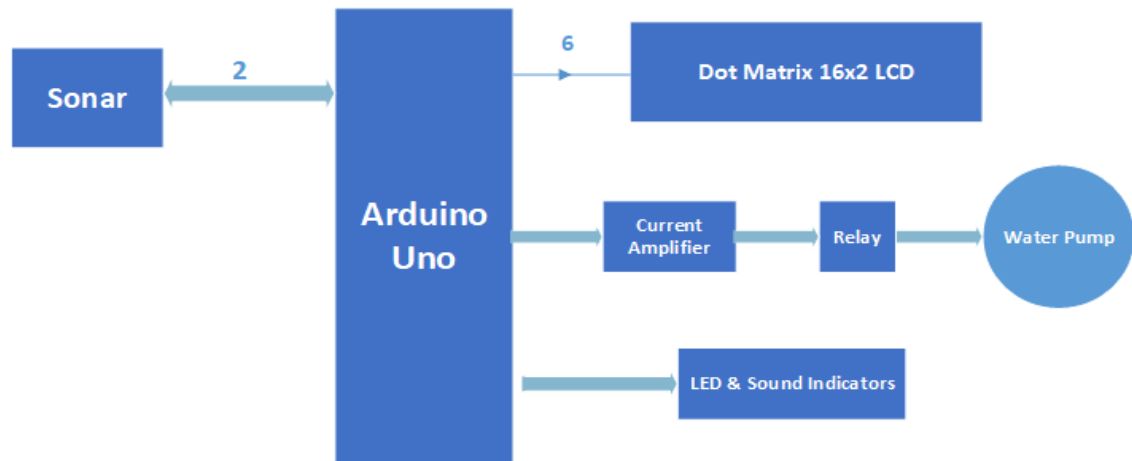 6
2
Sonar
Dot Matrix 16x2 LCD
Arduino
Uno
Current
Amplifier
Relay
Water Pump
LED & Sound Indicators